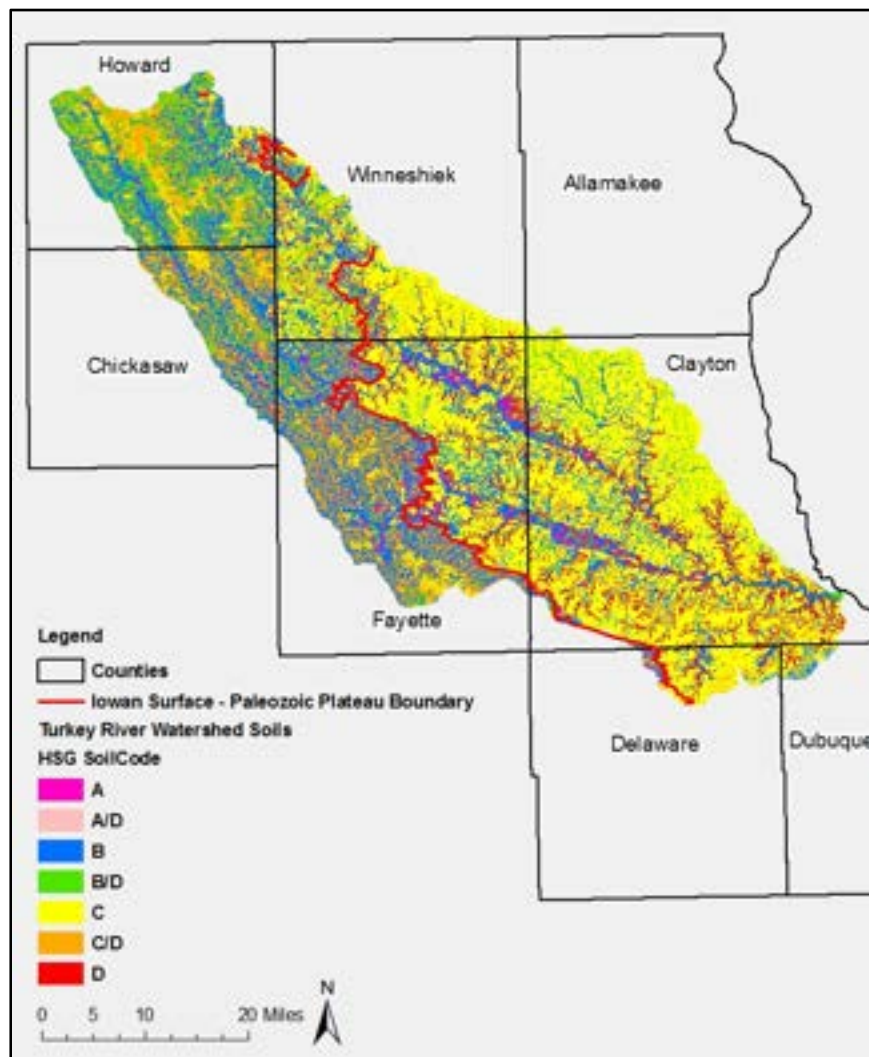 Howard
Winneshiek
Allamakee
Chickasaw
Clayton
Fayette
Delaware
Dubuque
Legend
Counties
Iowan Surface - Paleozoic Plateau Boundary
Turkey River Watershed Soils
HSG SoilCode
A
A/D
B
B/D
C
C/D
D
0 5 10 20 Miles
N